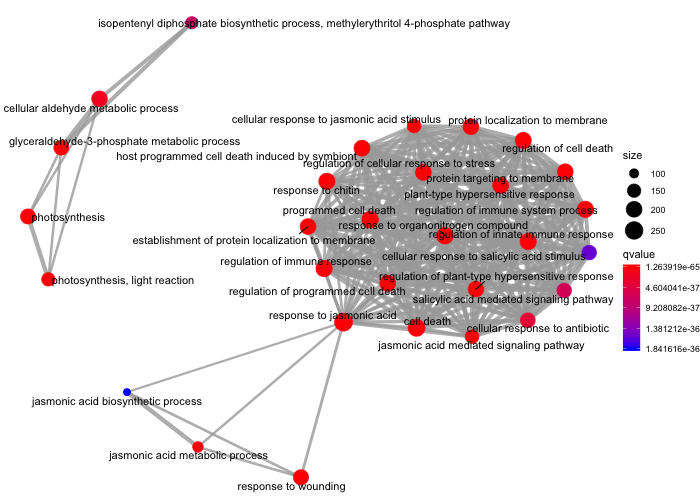 isopentenyl diphosphate biosynthetic process, methylerythritol 4-phosphate pathway
cellular aldehyde metabolic process
glyceraldehyde-3-phosphate metabolic process
photosynthesis
photosynthesis, light reaction
cellular response to jasmonic acid stimulus
protein localization to membrane
regulation of cell death
host programmed cell death induced by symbiont
regulation of cellular response to stress
protein targeting to membrane
response to chitin
plant-type hypersensitive response
programmed cell death
regulation of immune system process
response to organonitrogen compound
regulation of innate immune response
establishment of protein localization to membrane
cellular response to salicylic acid stimulus
regulation of immune response
regulation of plant-type hypersensitive response
regulation of programmed cell death
salicylic acid mediated signaling pathway
response to jasmonic acid
cell death
cellular response to antibiotic
jasmonic acid mediated signaling pathway
jasmonic acid biosynthetic process
jasmonic acid metabolic process
response to wounding
size
100
150
200
250
qvalue
1.263919e-65
4.604041e-37
9.208082e-37
1.381212e-36
1.841616e-36